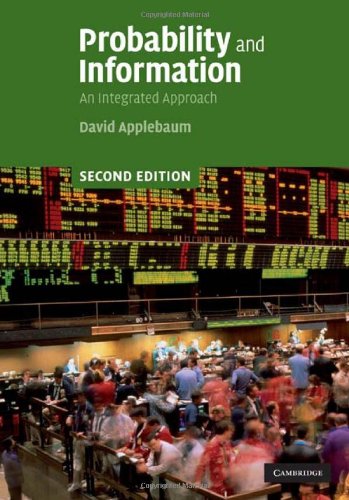 Probability and
Information
An Integrated Approach
David Applebaum
SECOND EDITION
CAMBRIDGE